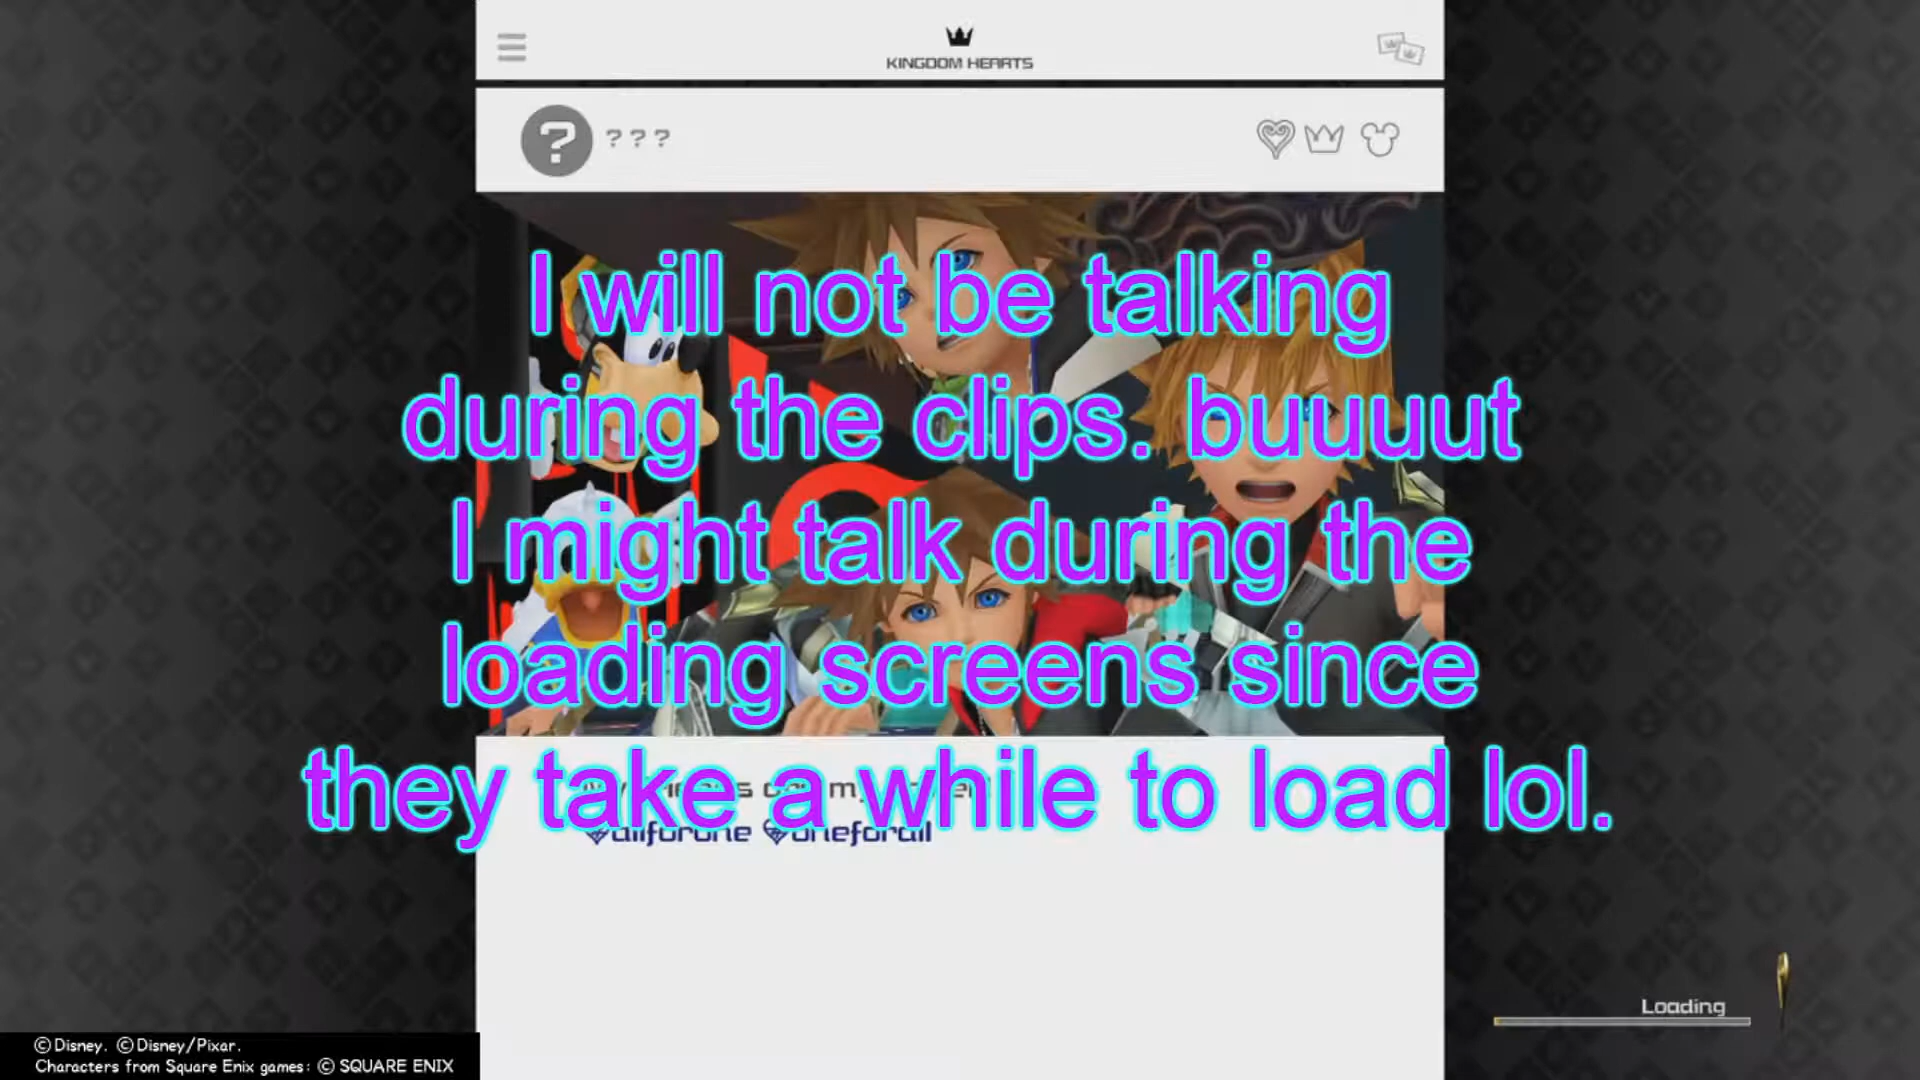 KINGDOM HEARTS
? ? ?
I will not be talking
during the clips. buuuut
I might talk during the
loading screens since
they take a while to load lol.
allforone oneforall
Loading
©Disney. ©Disney/Pixar.
Characters from Square Enix games: © SQUARE ENIX